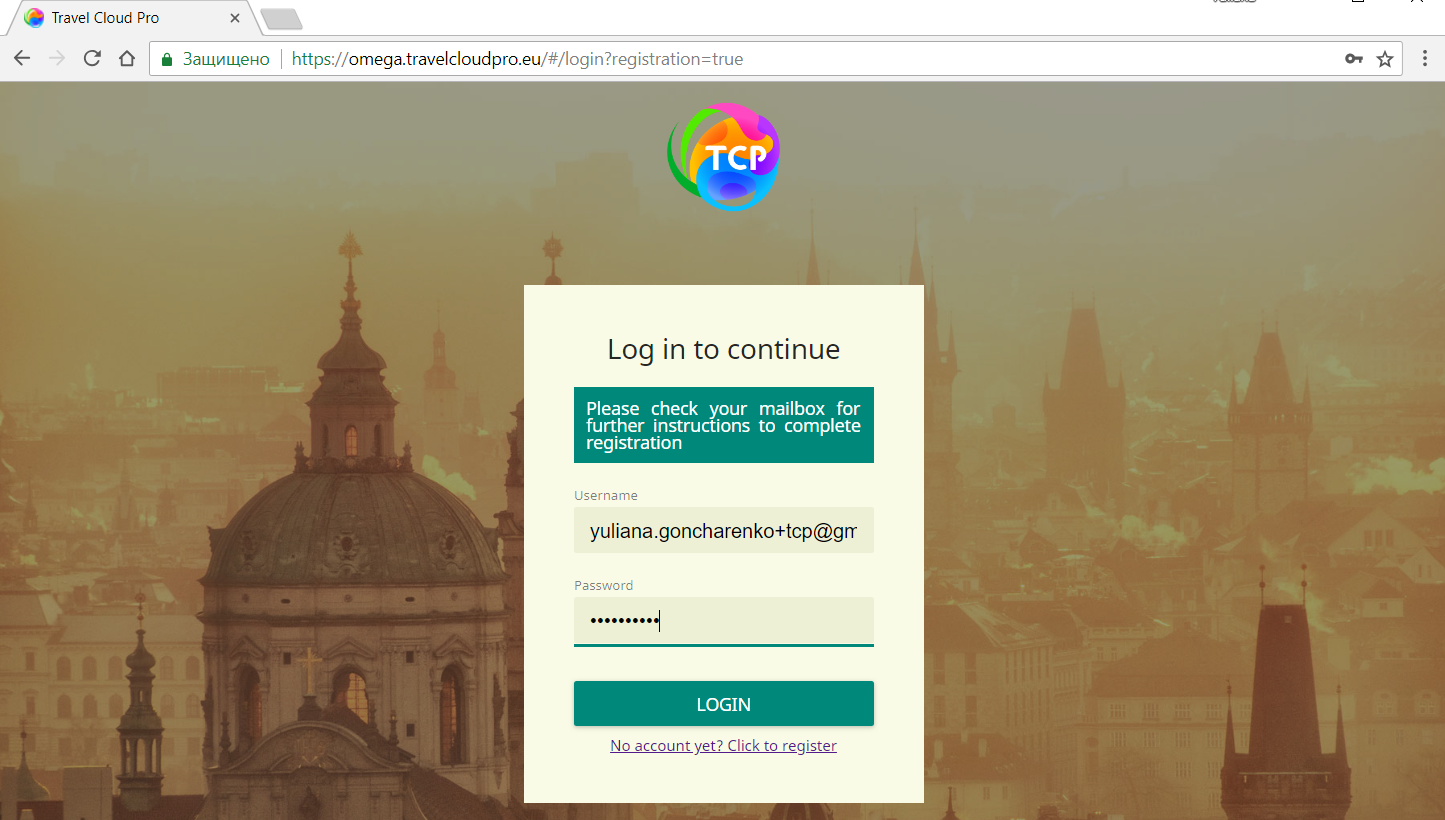 Travel Cloud Pro
Защищено
https://omega.travelcloudpro.eu/#/login?registration=true
TCP
Log in to continue
Please check your mailbox for
further instructions to complete
registration
Username
yuliana.goncharenko+tcp@gm
Password
LOGIN
No account yet? Click to register